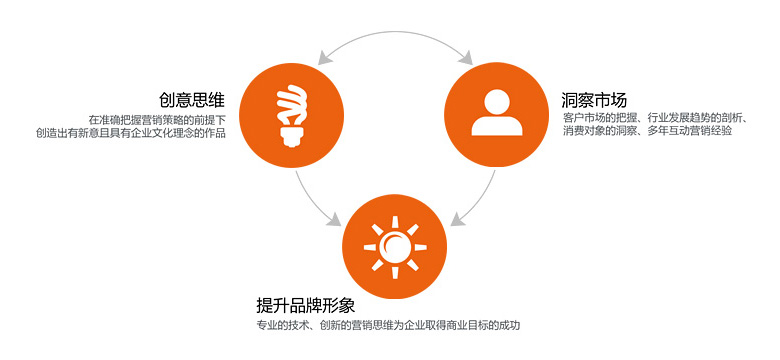 创意思维
在准确把握营销策略的前提下
创造出有新意且具有企业文化理念的作品
洞察市场
客户市场的把握、行业发展趋势的剖析、
消费对象的洞察、多年互动营销经验
提升品牌形象
专业的技术、创新的营销思维为企业取得商业目标的成功